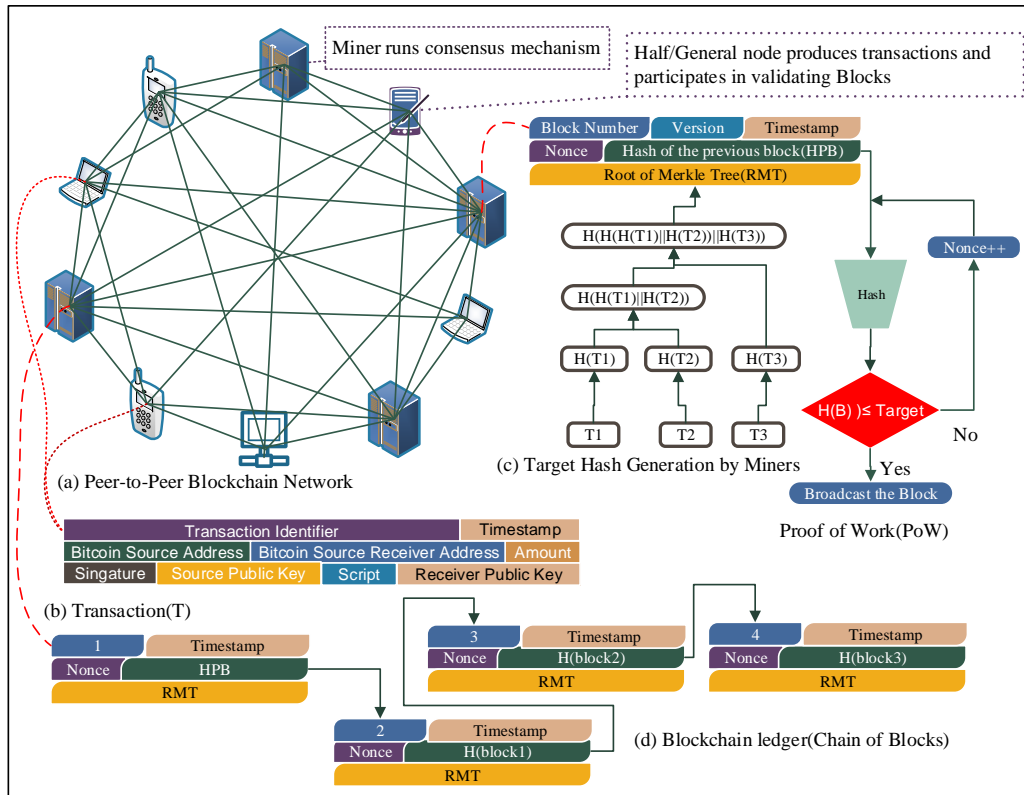 Miner runs consensus mechanism
Half/General node produces transactions and
participates in validating Blocks
Block Number Version Timestamp
Nonce Hash of the previous block(HPB)
Root of Merkle Tree(RMT)
H(H(H(T1)||H(T2))||H(T3))
Nonce++
H(H(T1)||H(T2))
Hash
H(T1) H(T2) H(T3)
H(B) )≤ Target
No
T1 T2 T3
(c) Target Hash Generation by Miners
Yes
Broadcast the Block
Proof of Work(PoW)
(a) Peer-to-Peer Blockchain Network
Transaction Identifier Timestamp
Bitcoin Source Address Bitcoin Source Receiver Address Amount
Singature Source Public Key Script Receiver Public Key
(b) Transaction(T)
1 Timestamp
Nonce HPB
RMT
2 Timestamp
Nonce H(block1)
RMT
3 Timestamp
Nonce H(block2)
RMT
4 Timestamp
Nonce H(block3)
RMT
(d) Blockchain ledger(Chain of Blocks)